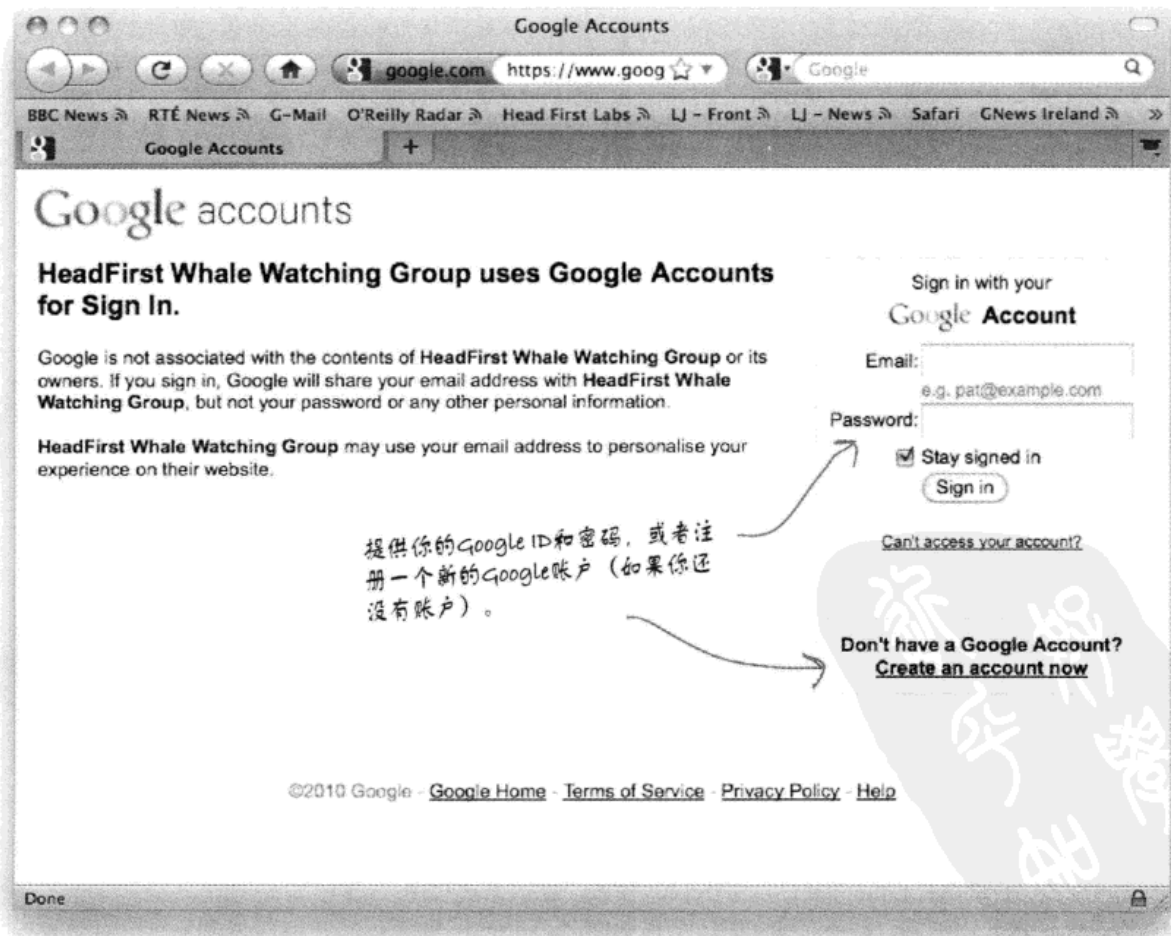 Google Accounts
google.com https://www.goog Google
BBC News RTÉ News G-Mail O'Reilly Radar Head First Labs LJ - Front LJ - News Safari GNews Ireland »
Google Accounts +
Google accounts
HeadFirst Whale Watching Group uses Google Accounts
for Sign In.
Google is not associated with the contents of HeadFirst Whale Watching Group or its
owners. If you sign in, Google will share your email address with HeadFirst Whale
Watching Group, but not your password or any other personal information.
HeadFirst Whale Watching Group may use your email address to personalise your
experience on their website.
Sign in with your
Google Account
Email:
e.g. pat@example.com
Password:
Stay signed in
Sign in
Can't access your account?
提供你的Google ID和密码，或者注
册一个新的Google账户（如果你还
没有账户）。
Don't have a Google Account?
Create an account now
©2010 Google - Google Home - Terms of Service - Privacy Policy - Help
Done